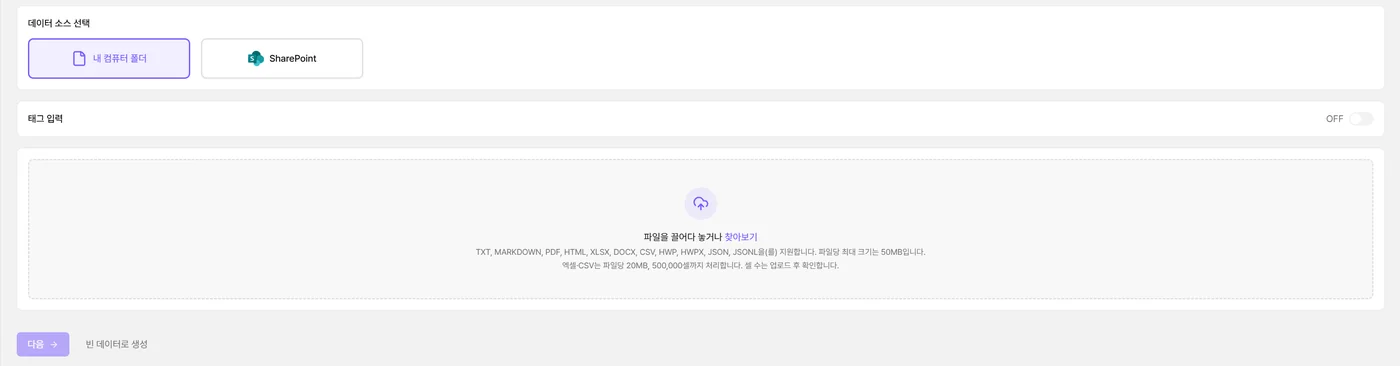 데이터 소스 선택
내 컴퓨터 폴더
SharePoint
태그 입력
OFF
파일을 끌어다 놓거나 찾아보기
TXT, MARKDOWN, PDF, HTML, XLSX, DOCX, CSV, HWP, HWPX, JSON, JSONL을(를) 지원합니다. 파일당 최대 크기는 50MB입니다.
엑셀·CSV는 파일당 20MB, 500,000셀까지 처리합니다. 셀 수는 업로드 후 확인합니다.
다음 →
빈 데이터로 생성